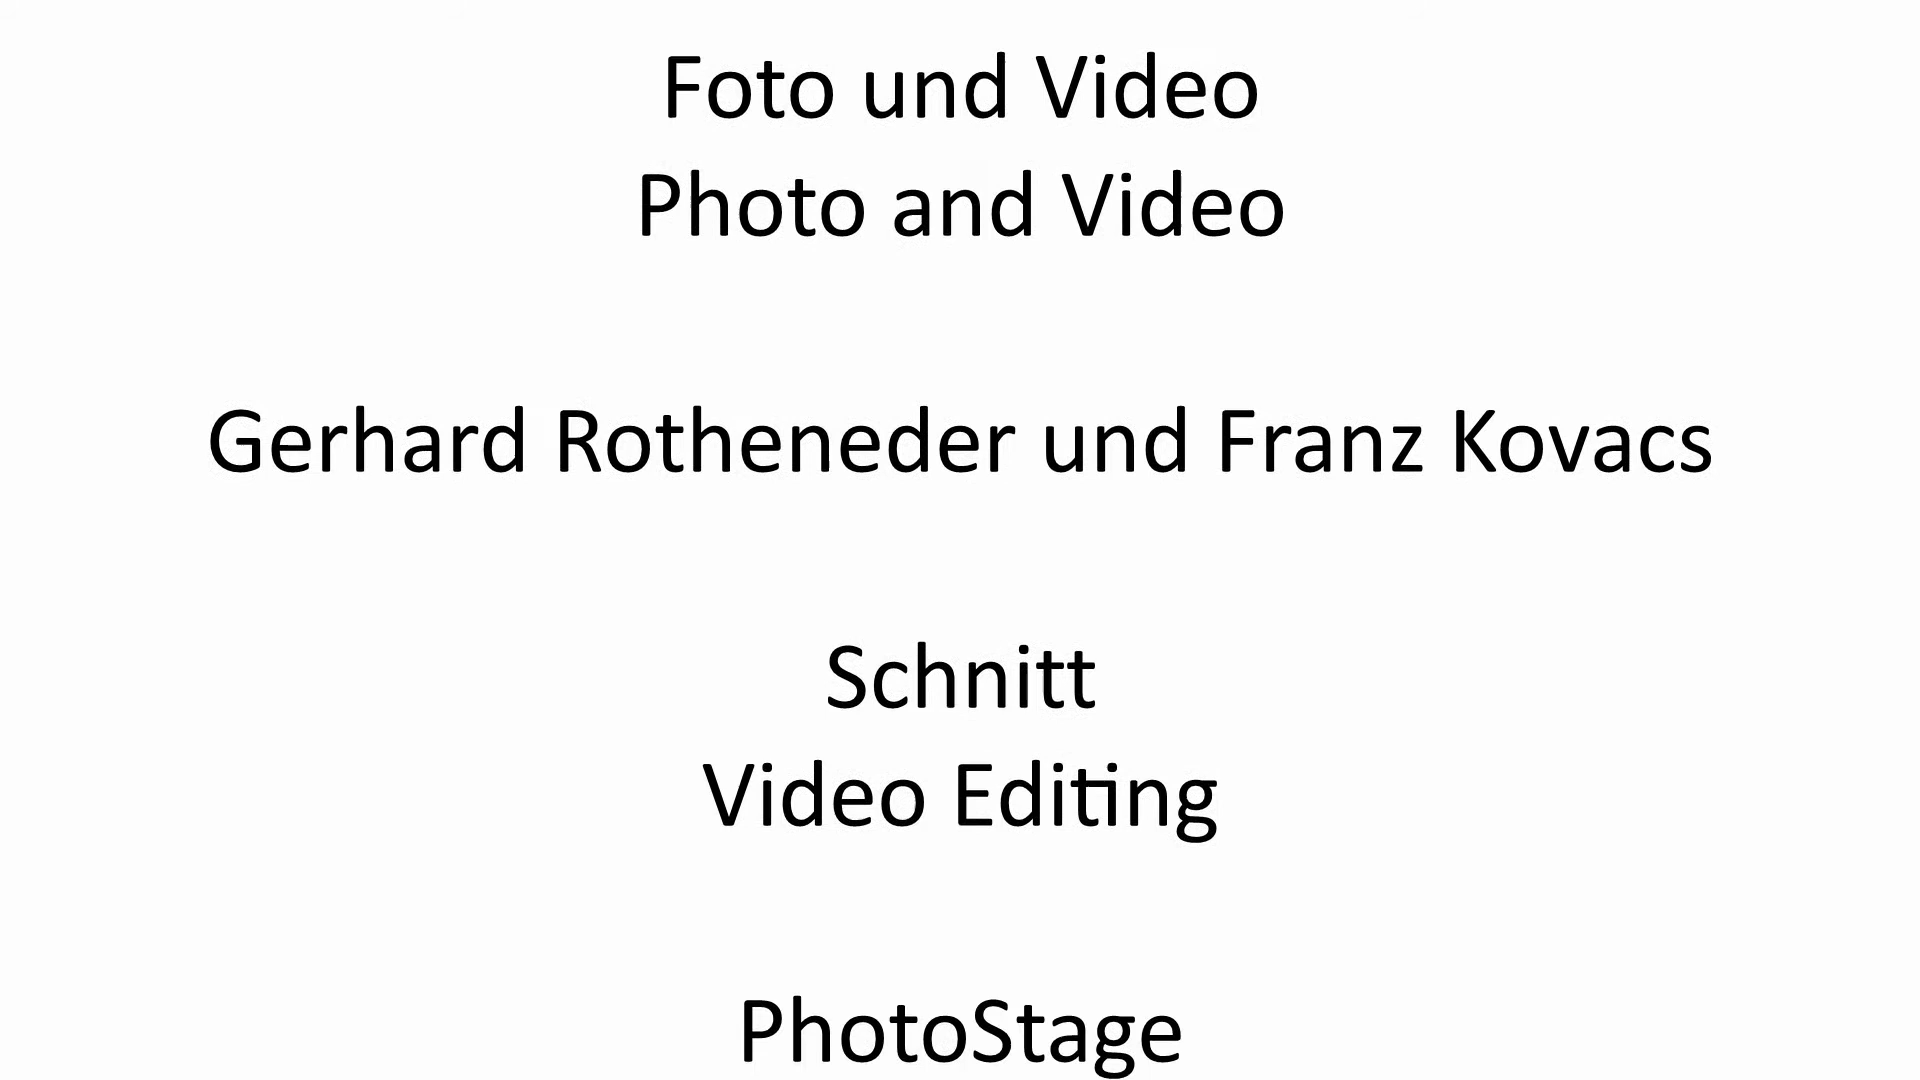 Foto und Video
Photo and Video
Gerhard Rotheneder und Franz Kovacs
Schnitt
Video Editing
PhotoStage